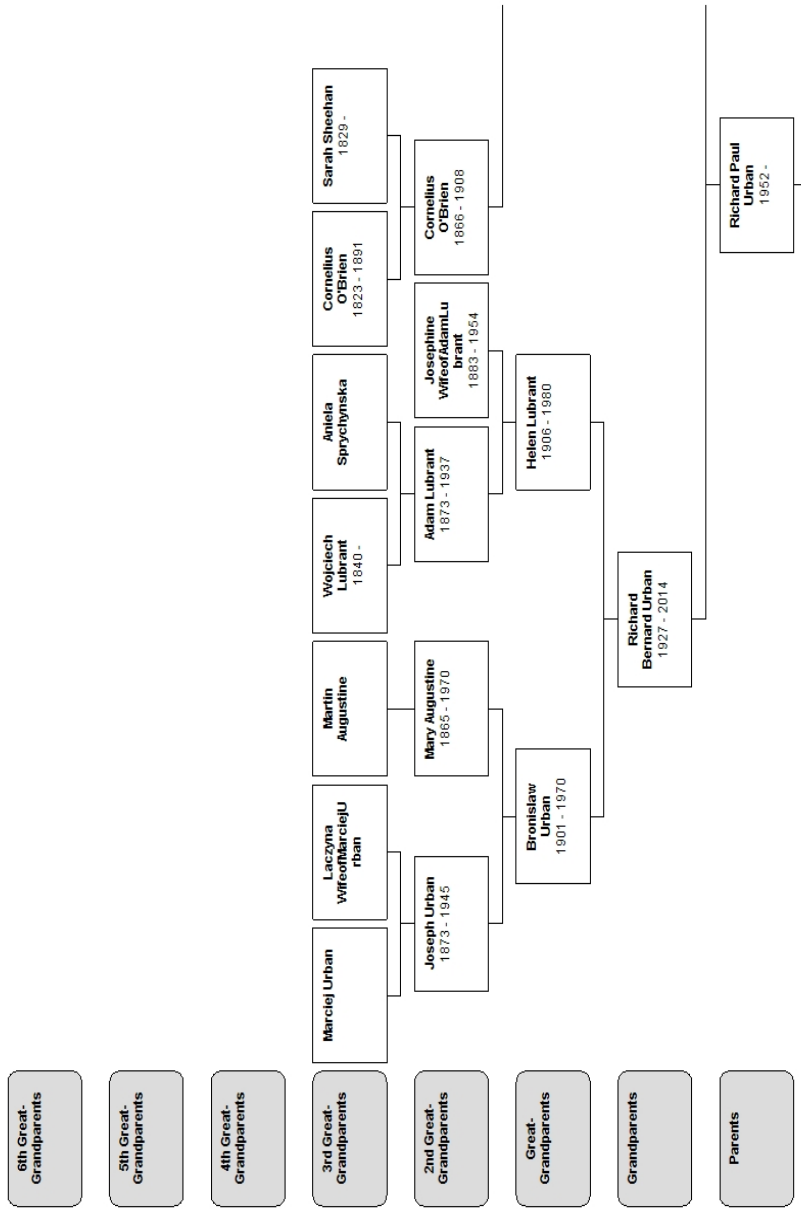 6th Great-
Grandparents
5th Great-
Grandparents
4th Great-
Grandparents
3rd Great-
Grandparents
Marciej Urban
Laczyna
WifeofMarciejU
rban
Martin
Augustine
Wojciech
Lubrant
1840 -
Aniela
Sprychynska
Cornelius
O'Brien
1823 - 1891
Sarah Sheehan
1829 -
2nd Great-
Grandparents
Joseph Urban
1873 - 1945
Mary Augustine
1865 - 1970
Adam Lubrant
1873 - 1937
Josephine
WifeofAdamLu
brant
1883 - 1954
Cornelius
O'Brien
1866 - 1908
Great-
Grandparents
Bronislaw
Urban
1901 - 1970
Helen Lubrant
1906 - 1980
Grandparents
Richard
Bernard Urban
1927 - 2014
Parents
Richard Paul
Urban
1952 -